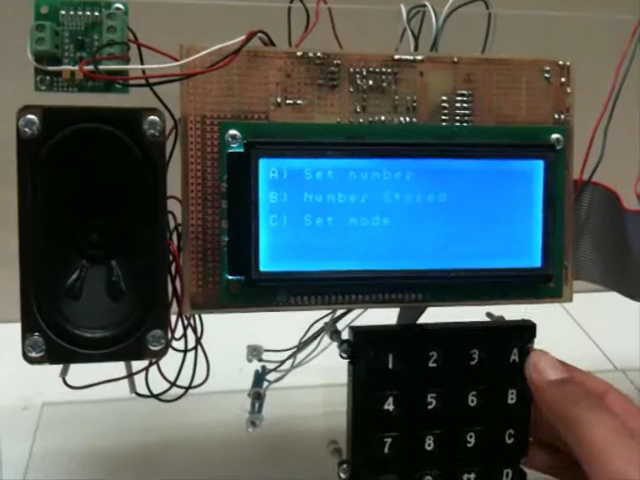 A) Set number
B) Number Stored
C) Set mode
1 2 3 A
4 5 6 B
7 8 9 C
D